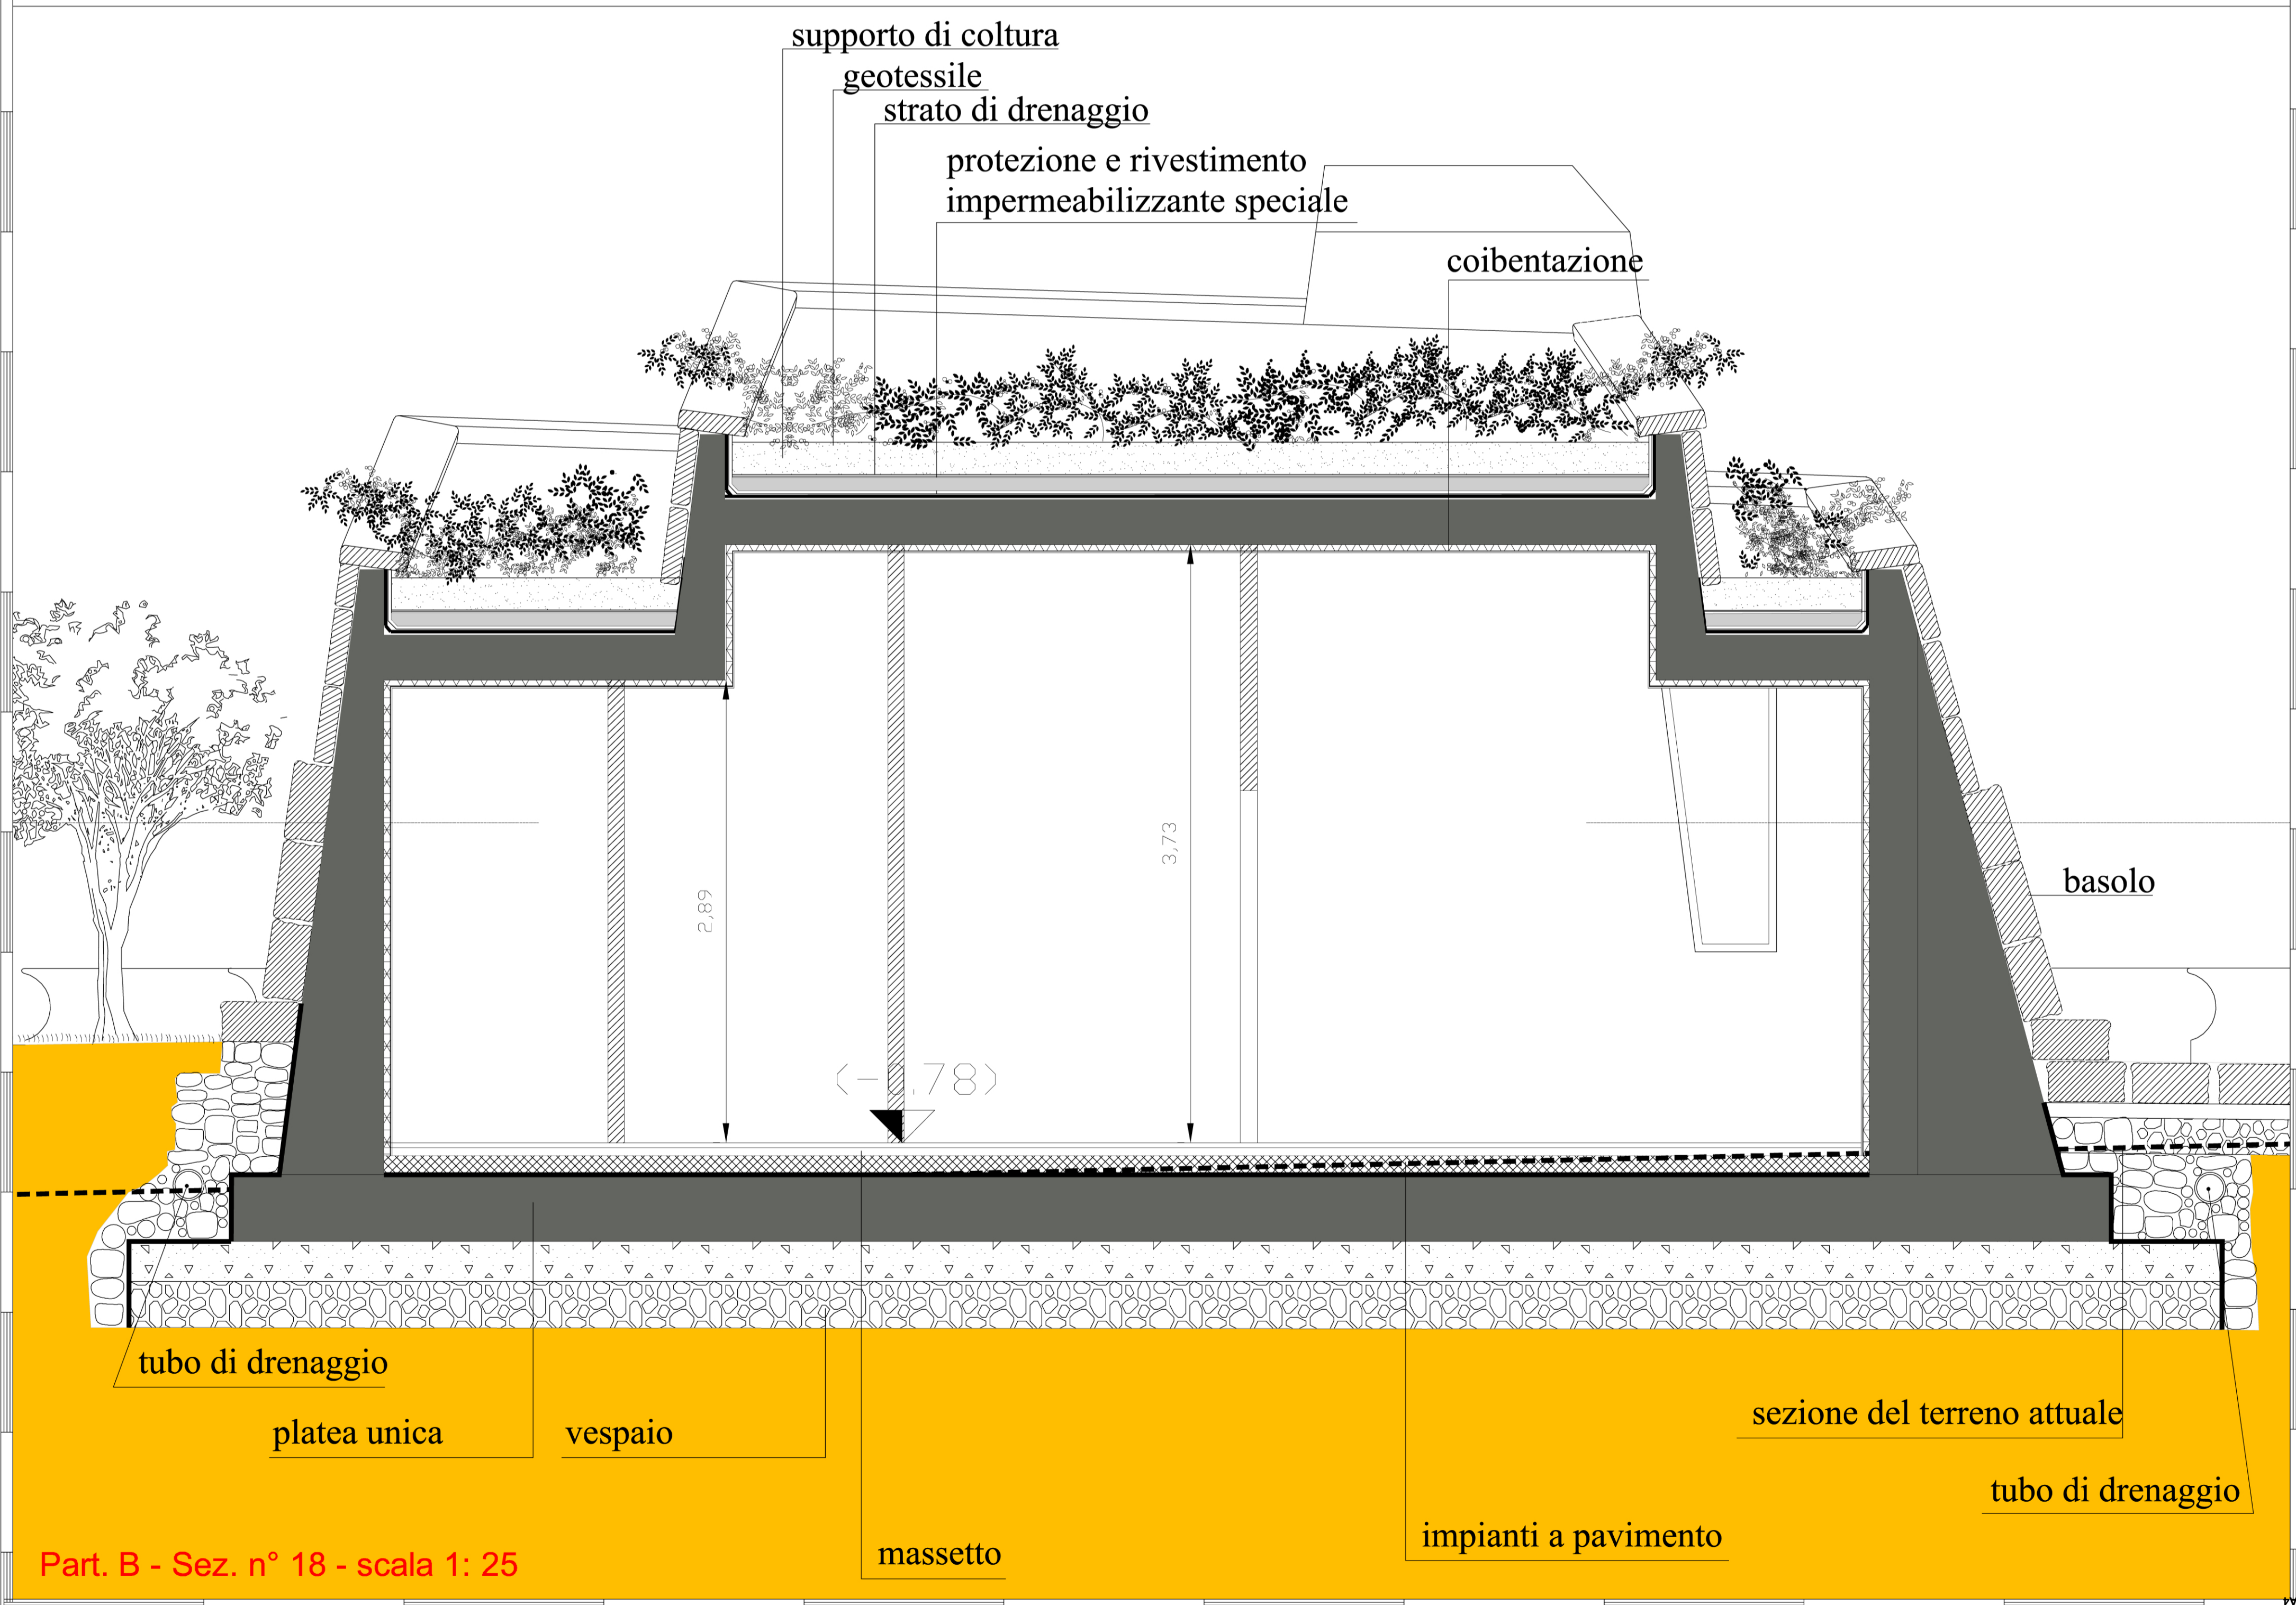 supporto di coltura
geotessile
strato di drenaggio
protezione e rivestimento
impermeabilizzante speciale
coibentazione
3,73
2,89
basolo
tubo di drenaggio
platea unica
vespaio
sezione del terreno attuale
tubo di drenaggio
impianti a pavimento
massetto
Part. B - Sez. n° 18 - scala 1: 25